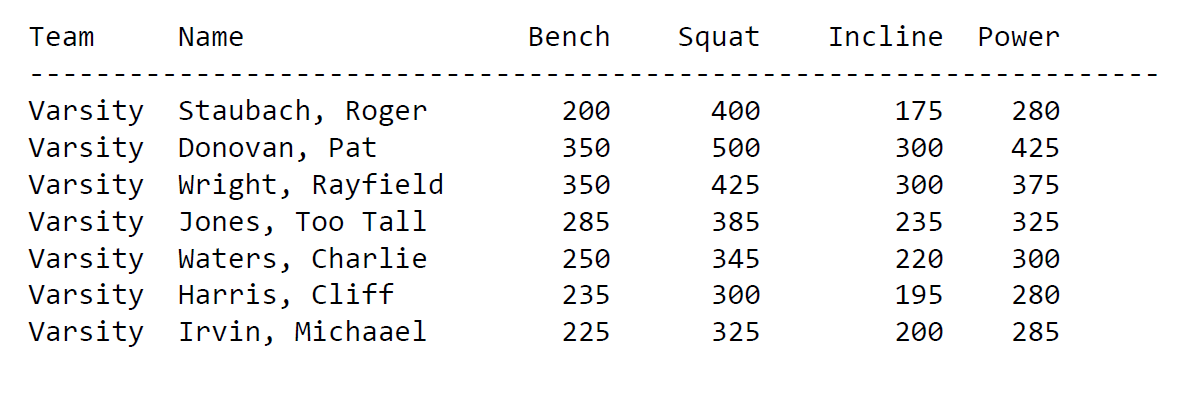 Team     Name                 Bench    Squat    Incline  Power
--------------------------------------------------------------------
Varsity  Staubach, Roger        200      400        175    280
Varsity  Donovan, Pat           350      500        300    425
Varsity  Wright, Rayfield       350      425        300    375
Varsity  Jones, Too Tall        285      385        235    325
Varsity  Waters, Charlie        250      345        220    300
Varsity  Harris, Cliff          235      300        195    280
Varsity  Irvin, Michaael        225      325        200    285